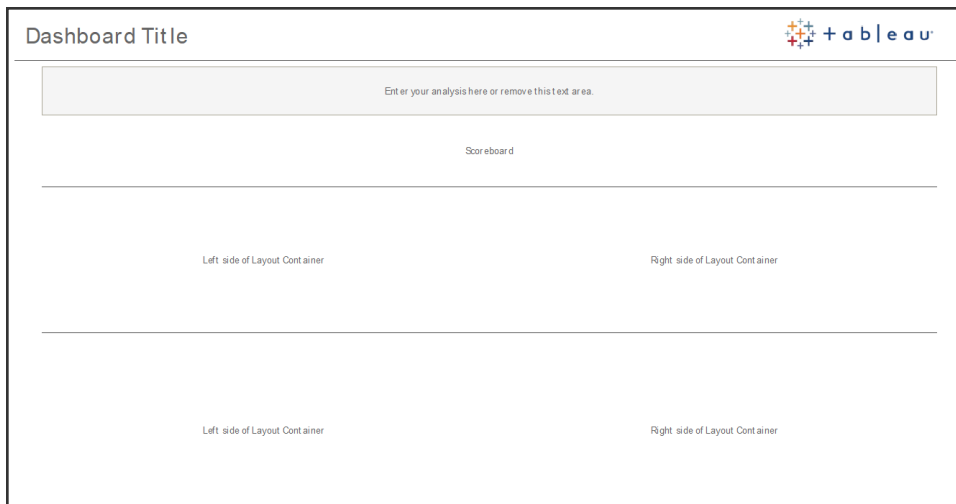 Dashboard Title
+ableau
Enter your analysis here or remove this text area.
Scoreboard
Left side of Layout Container
Right side of Layout Container
Left side of Layout Container
Right side of Layout Container